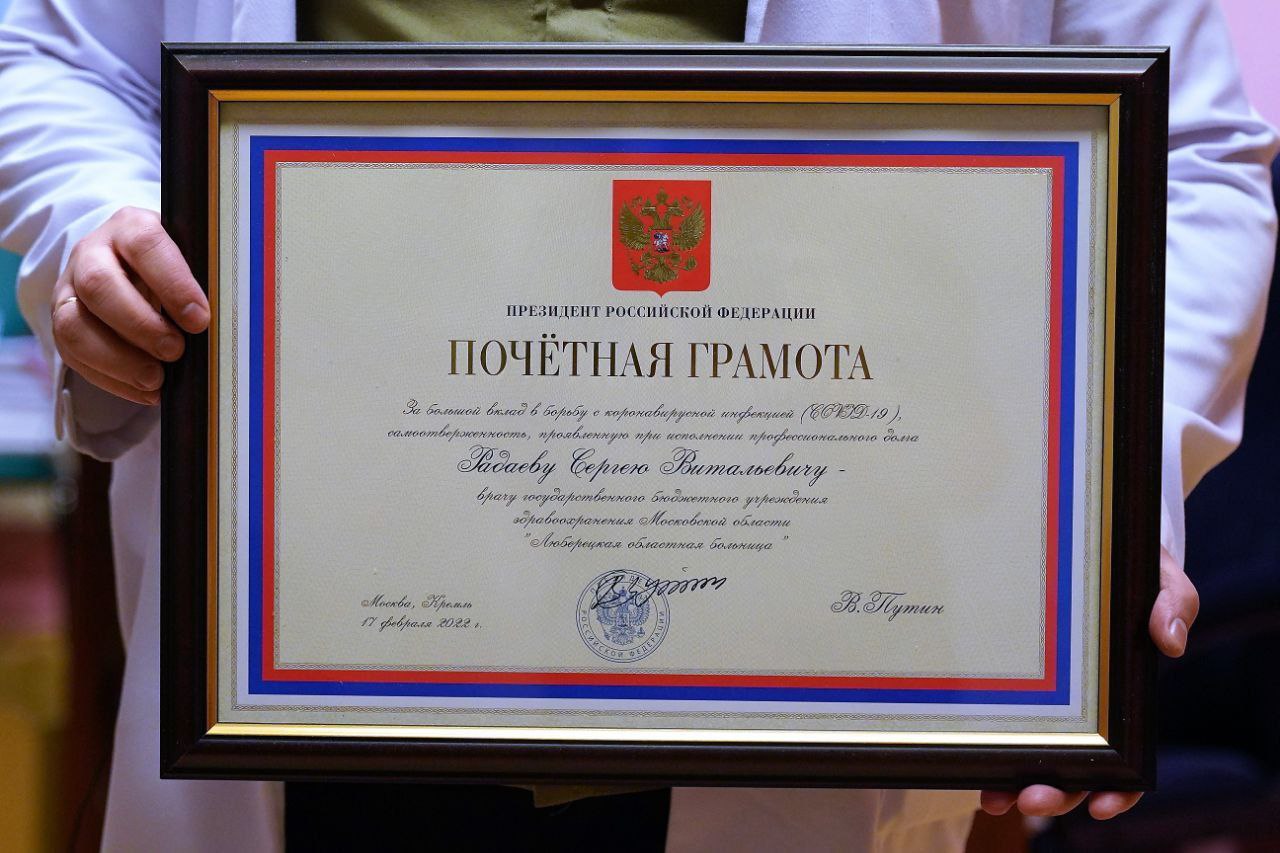 ПРЕЗИДЕНТ РОССИЙСКОЙ ФЕДЕРАЦИИ
ПОЧЁТНАЯ ГРАМОТА
За большой вклад в борьбу с коронавирусной инфекцией (COVID-19),
самоотверженность, проявленную при исполнении профессионального долга
Радаеву Сергею Витальевичу -
врачу государственного бюджетного учреждения
здравоохранения Московской области
"Люберецкая областная больница "
Москва, Кремль
17 февраля 2022 г.
РОССИЙСКОЙ ФЕДЕРАЦИИ
В.Путин